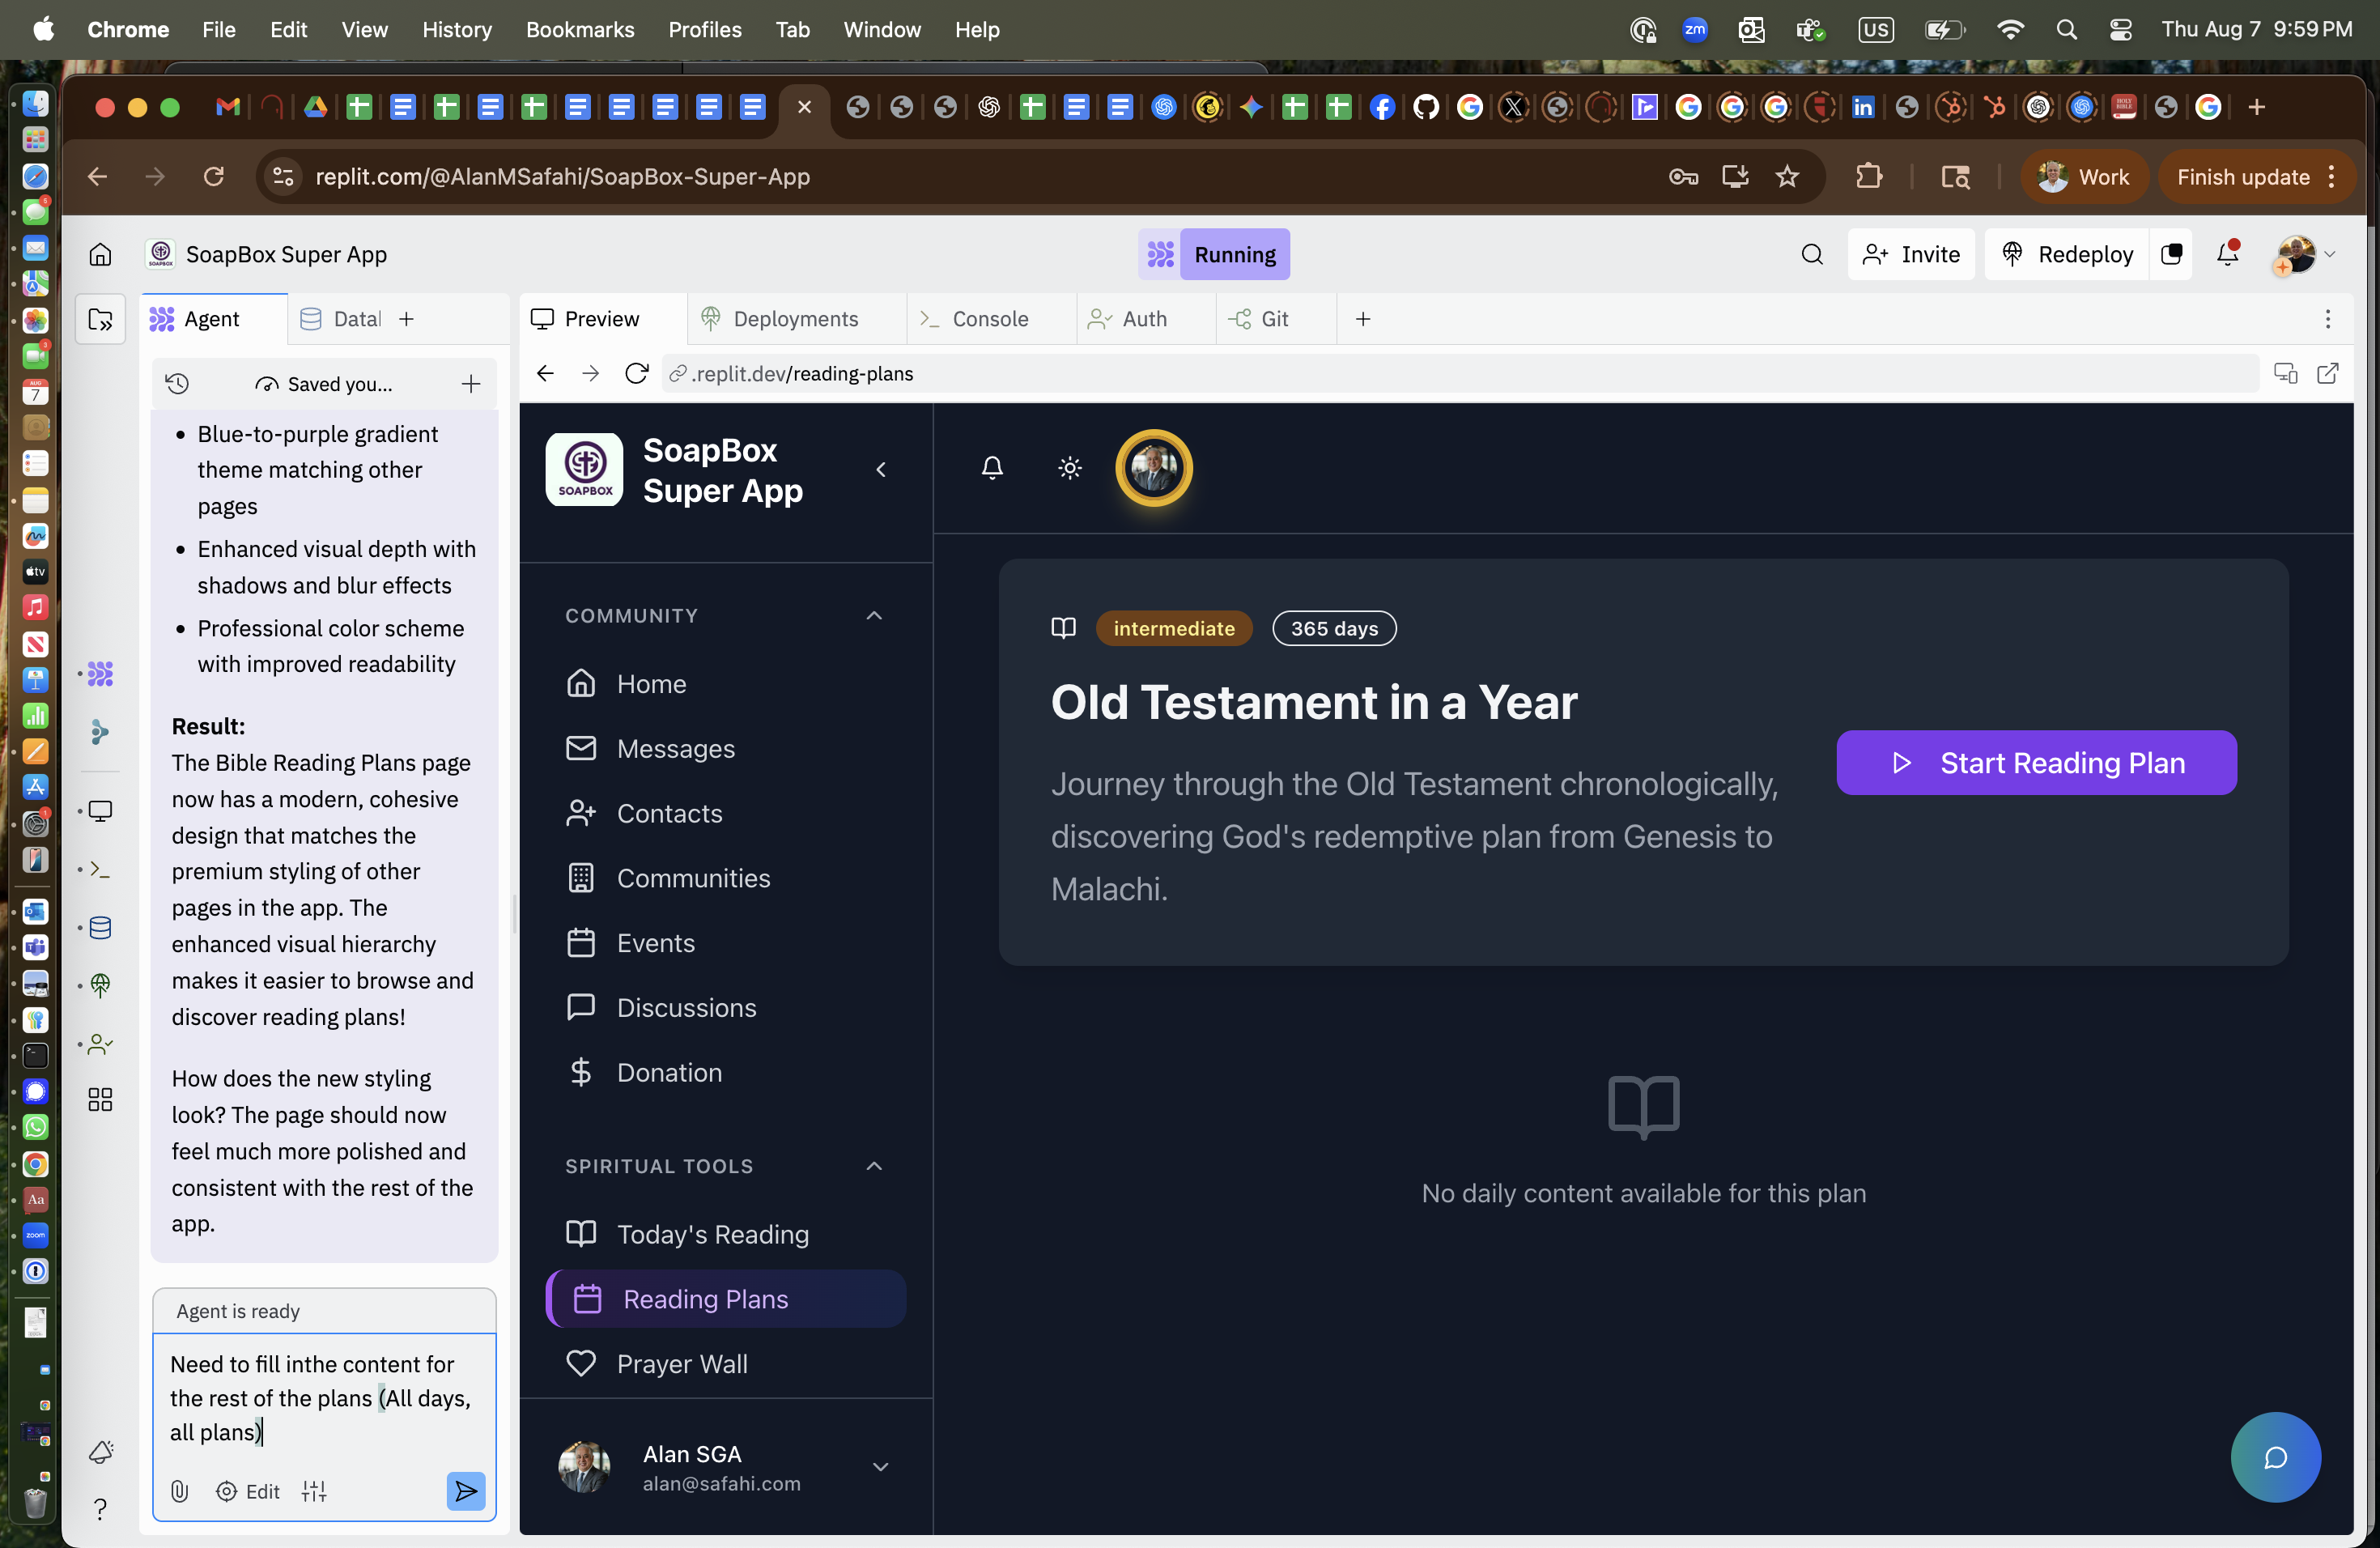 Chrome File Edit View History Bookmarks Profiles Tab Window Help
zm US Thu Aug 7 9:59 PM
replit.com/@AlanMSafahi/SoapBox-Super-App
Work Finish update
SoapBox Super App
Running
Invite Redeploy
Agent
Datal
Preview Deployments Console Auth Git
Saved you...
.replit.dev/reading-plans
• Blue-to-purple gradient
theme matching other
pages
• Enhanced visual depth with
shadows and blur effects
• Professional color scheme
with improved readability
Result:
The Bible Reading Plans page
now has a modern, cohesive
design that matches the
premium styling of other
pages in the app. The
enhanced visual hierarchy
makes it easier to browse and
discover reading plans!
How does the new styling
look? The page should now
feel much more polished and
consistent with the rest of the
app.
Agent is ready
Need to fill inthe content for
the rest of the plans (All days,
all plans)
Edit
SOAPBOX
SoapBox
Super App
COMMUNITY
Home
Messages
Contacts
Communities
Events
Discussions
Donation
SPIRITUAL TOOLS
Today's Reading
Reading Plans
Prayer Wall
Alan SGA
alan@safahi.com
intermediate
365 days
Old Testament in a Year
Journey through the Old Testament chronologically,
discovering God's redemptive plan from Genesis to
Malachi.
Start Reading Plan
No daily content available for this plan